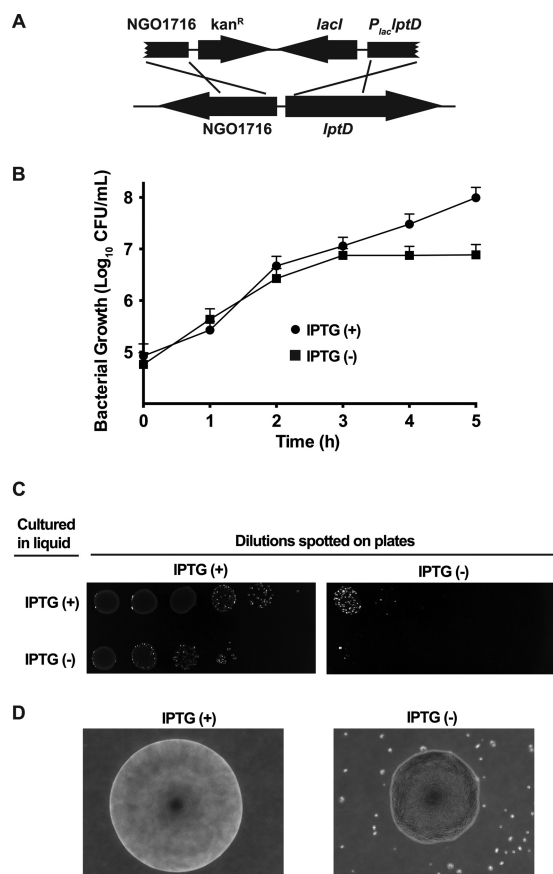 A
NGO1716 kanᴿ lacI PlaclptD
NGO1716 lptD
B
Bacterial Growth (Log10 CFU/mL)
8
7
6
5
0 1 2 3 4 5
Time (h)
IPTG (+)
IPTG (-)
C
Cultured in liquid
Dilutions spotted on plates
IPTG (+) IPTG (-)
IPTG (+)
IPTG (-)
D
IPTG (+) IPTG (-)